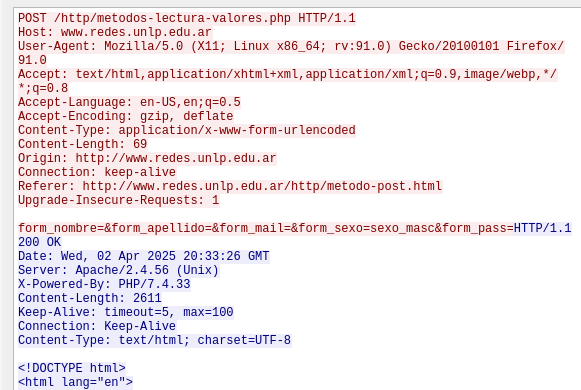 POST /http/metodos-lectura-valores.php HTTP/1.1
Host: www.redes.unlp.edu.ar
User-Agent: Mozilla/5.0 (X11; Linux x86_64; rv:91.0) Gecko/20100101 Firefox/
91.0
Accept: text/html,application/xhtml+xml,application/xml;q=0.9,image/webp,*/
*;q=0.8
Accept-Language: en-US,en;q=0.5
Accept-Encoding: gzip, deflate
Content-Type: application/x-www-form-urlencoded
Content-Length: 69
Origin: http://www.redes.unlp.edu.ar
Connection: keep-alive
Referer: http://www.redes.unlp.edu.ar/http/metodo-post.html
Upgrade-Insecure-Requests: 1

form_nombre=&form_apellido=&form_mail=&form_sexo=sexo_masc&form_pass=HTTP/1.1
200 OK
Date: Wed, 02 Apr 2025 20:33:26 GMT
Server: Apache/2.4.56 (Unix)
X-Powered-By: PHP/7.4.33
Content-Length: 2611
Keep-Alive: timeout=5, max=100
Connection: Keep-Alive
Content-Type: text/html; charset=UTF-8

<!DOCTYPE html>
<html lang="en">